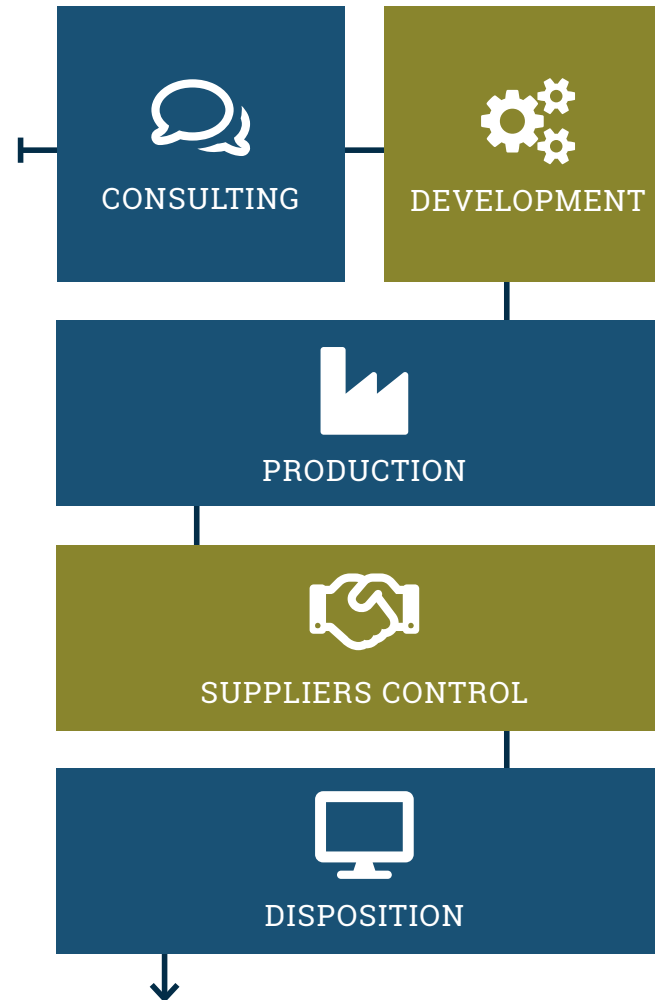 CONSULTING
DEVELOPMENT
PRODUCTION
SUPPLIERS CONTROL
DISPOSITION